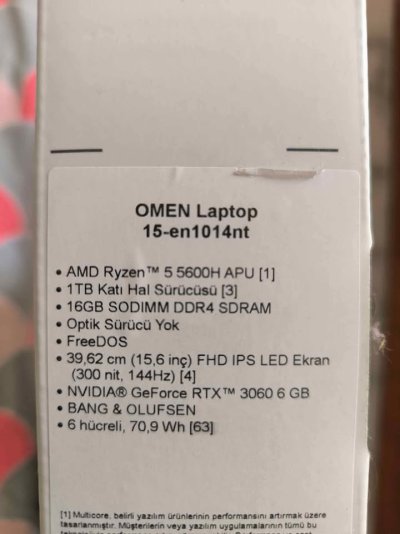 OMEN Laptop
15-en1014nt
• AMD Ryzen™ 5 5600H APU [1]
• 1TB Katı Hal Sürücüsü [3]
• 16GB SODIMM DDR4 SDRAM
• Optik Sürücü Yok
• FreeDOS
• 39,62 cm (15,6 inç) FHD IPS LED Ekran
(300 nit, 144Hz) [4]
• NVIDIA® GeForce RTX™ 3060 6 GB
• BANG & OLUFSEN
• 6 hücreli, 70,9 Wh [63]
[1] Multicore, belirli yazılım ürünlerinin performansını artırmak üzere
tasarlanmıştır. Müşterilerin veya yazılım uygulamalarının tümü bu